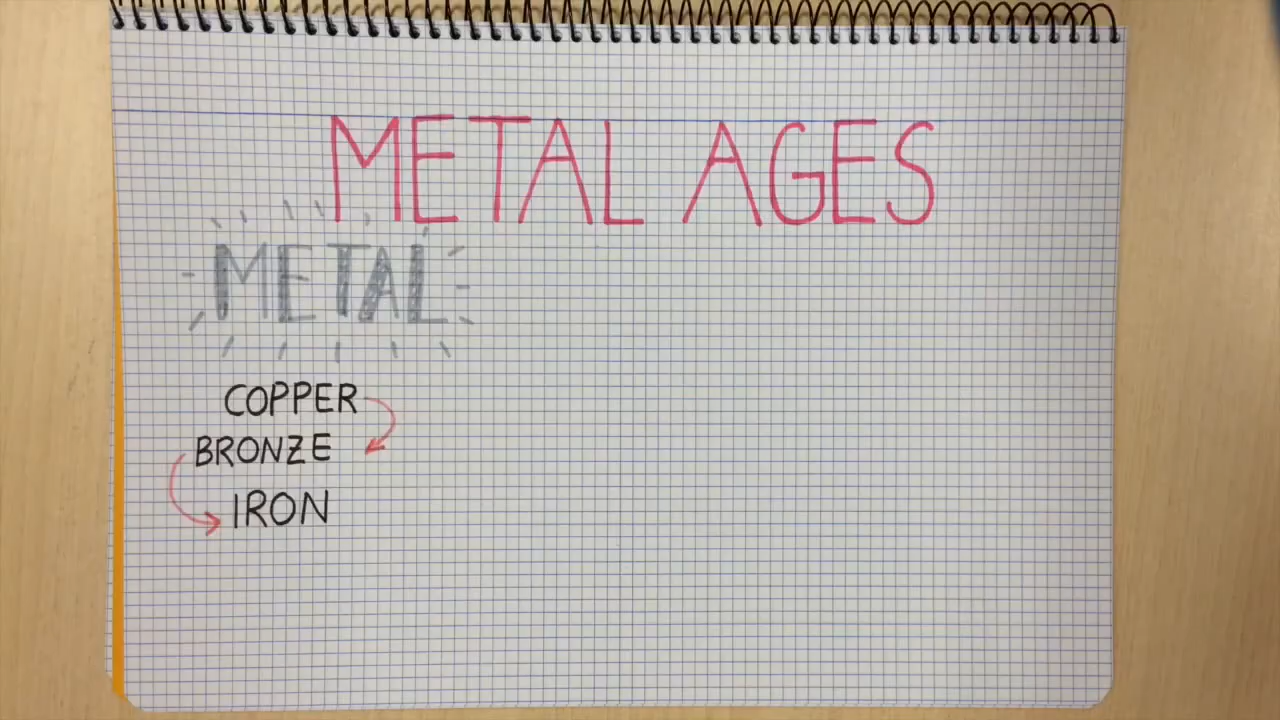 METAL AGES
METAL
COPPER
BRONZE
IRON